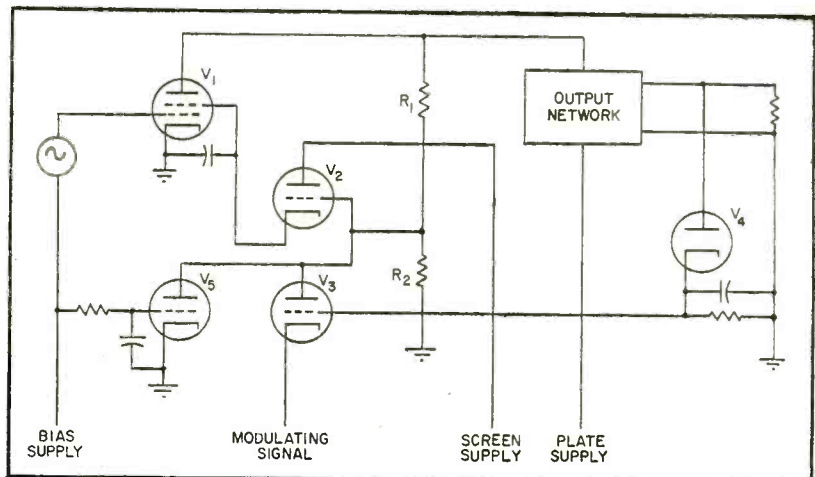 V1
R1
OUTPUT
NETWORK
V2
V4
V5
V3
R2
BIAS
SUPPLY
MODULATING
SIGNAL
SCREEN
SUPPLY
PLATE
SUPPLY